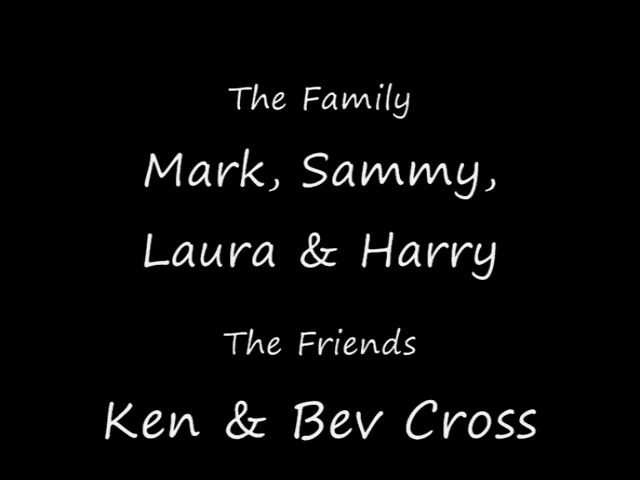 The Family
Mark, Sammy,
Laura & Harry
The Friends
Ken & Bev Cross